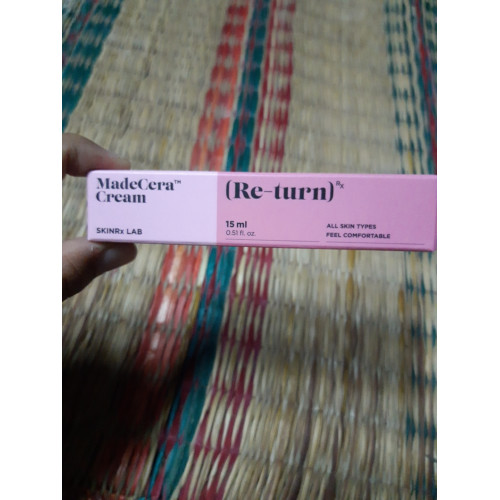 MadeCera™
Cream
SKINRx LAB
(Re-turn)Rx
15 ml
0.51 fl. oz.
ALL SKIN TYPES
FEEL COMFORTABLE